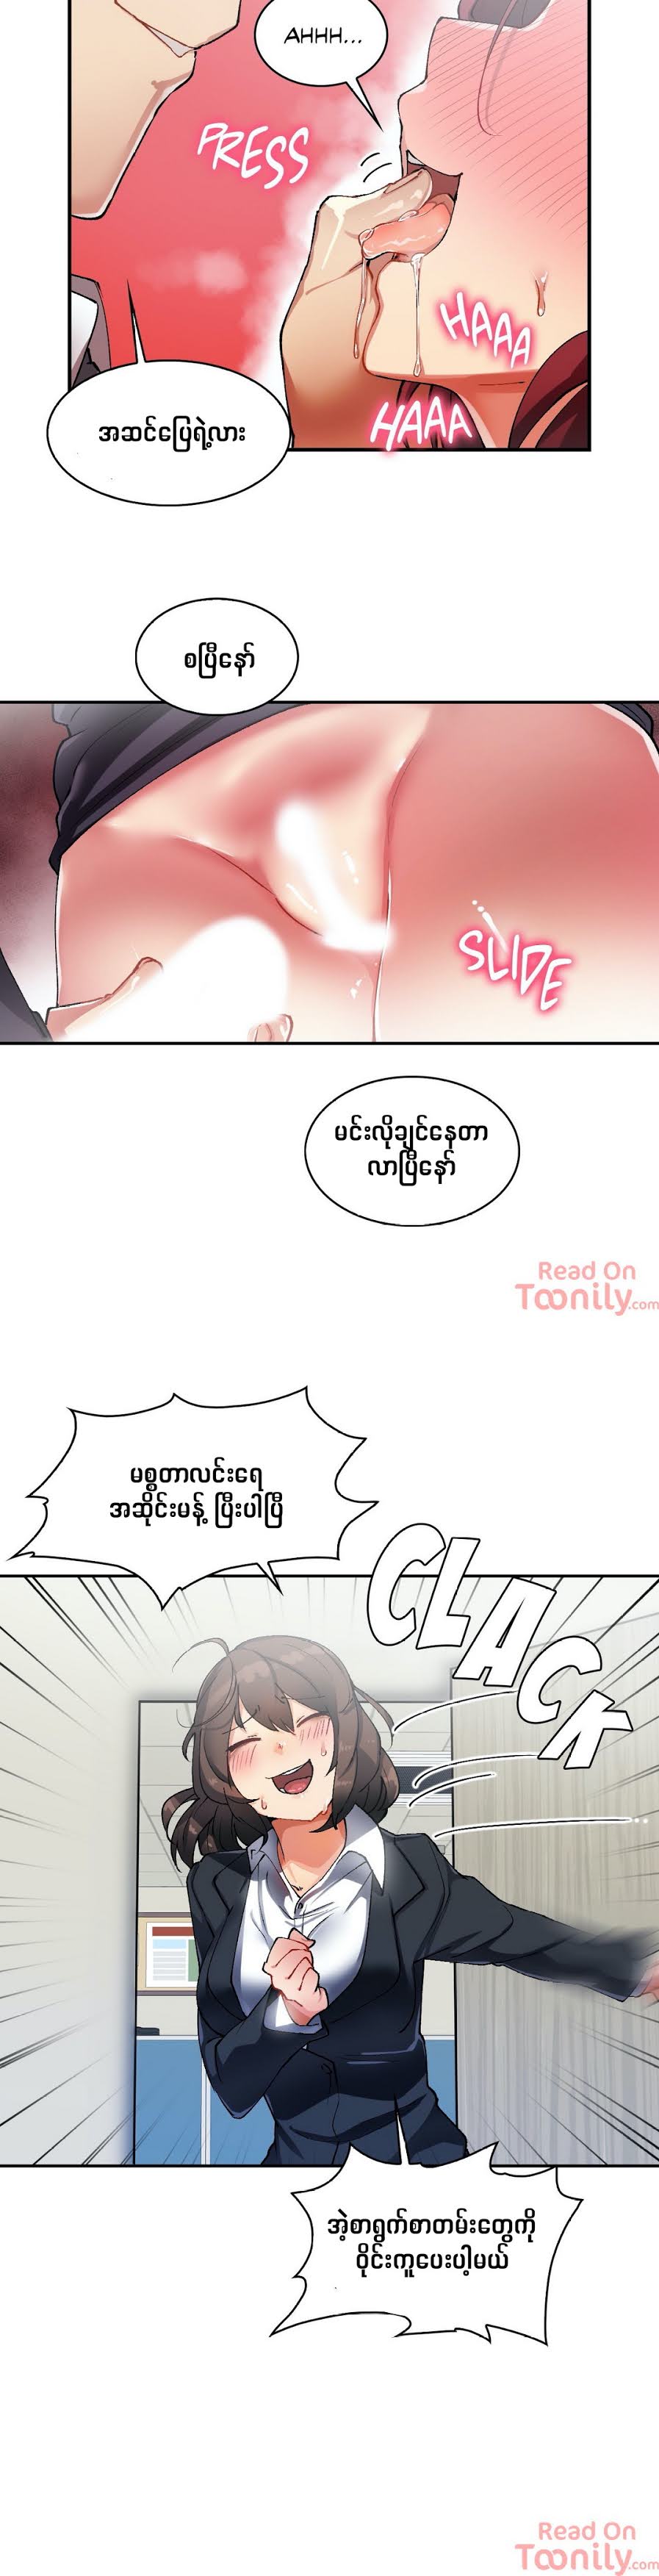 AHHH...
PRESS
HAAA
HAAA
အဆင်ပြေရဲ့လား
စပြီနော်
SLIDE
မင်းလိုချင်နေတာ
လာပြီနော်
Read On
Toonily.com
မစ္စတာလင်းရေ
အဆိုင်းမန့် ပြီးပါပြီ
CLACK
အဲ့စာရွက်စာတမ်းတွေကို
ဝိုင်းကူပေးပါ့မယ်
Read On
Toonily.com